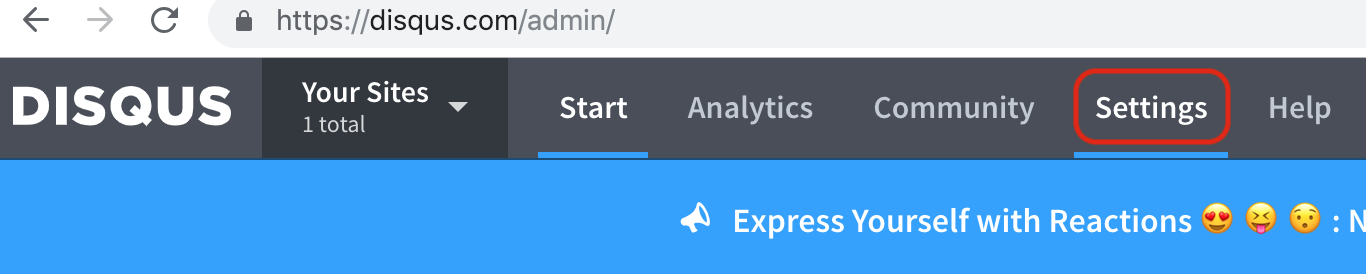 https://disqus.com/admin/
DISQUS
Your Sites
1 total
Start
Analytics
Community
Settings
Help
Express Yourself with Reactions 😍 😝 😯 : N